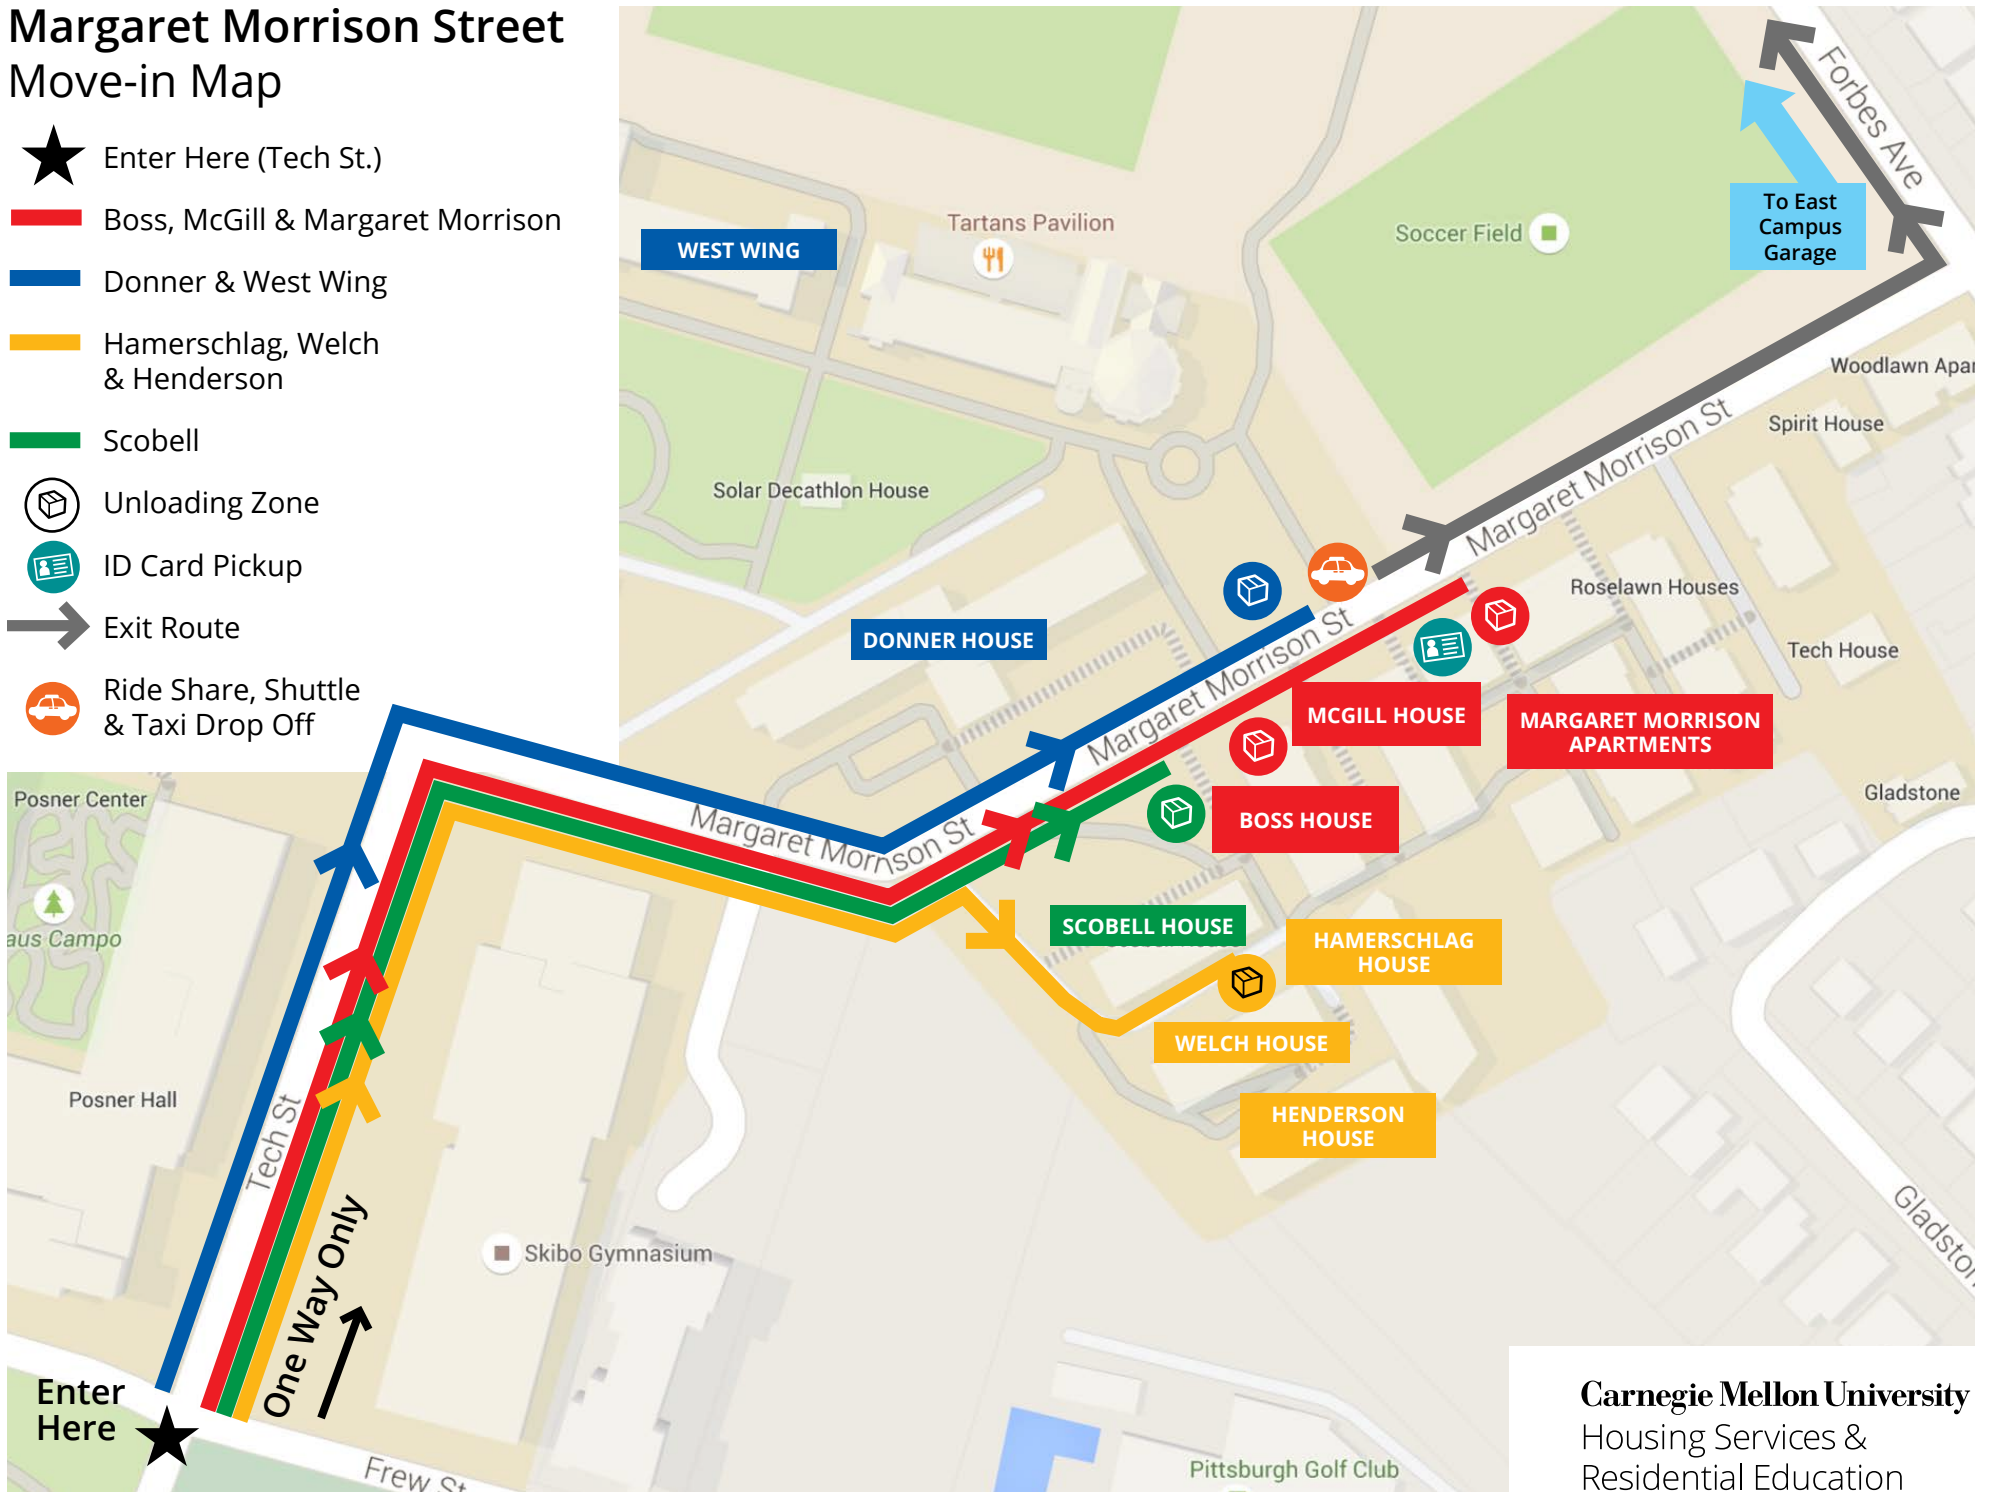 Margaret Morrison Street
Move-in Map
Enter Here (Tech St.)
Boss, McGill & Margaret Morrison
Donner & West Wing
Hamerschlag, Welch
& Henderson
Scobell
Unloading Zone
ID Card Pickup
Exit Route
Ride Share, Shuttle
& Taxi Drop Off
Forbes Ave
To East
Campus
Garage
WEST WING
Tartans Pavilion
Soccer Field
Woodlawn Apar
Spirit House
Margaret Morrison St
Solar Decathlon House
Roselawn Houses
DONNER HOUSE
Margaret Morrison St
Tech House
MCGILL HOUSE
MARGARET MORRISON
APARTMENTS
Posner Center
Gladstone
Margaret Morrison St
BOSS HOUSE
aus Campo
SCOBELL HOUSE
HAMERSCHLAG
HOUSE
WELCH HOUSE
Posner Hall
HENDERSON
HOUSE
Tech St
One Way Only
Skibo Gymnasium
Gladston
Enter
Here
Frew St
Pittsburgh Golf Club
Carnegie Mellon University
Housing Services &
Residential Education